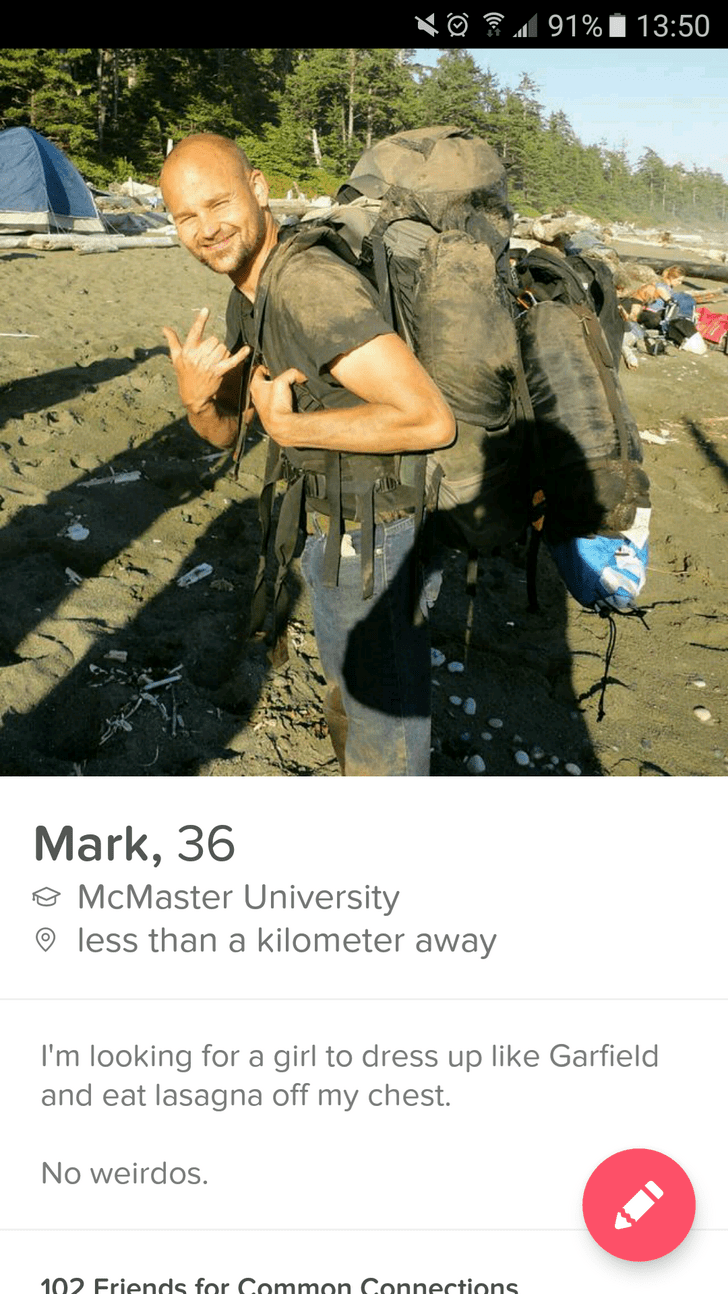 91% 13:50
Mark, 36
McMaster University
less than a kilometer away
I'm looking for a girl to dress up like Garfield
and eat lasagna off my chest.
No weirdos.
102 Friends for Common Connections